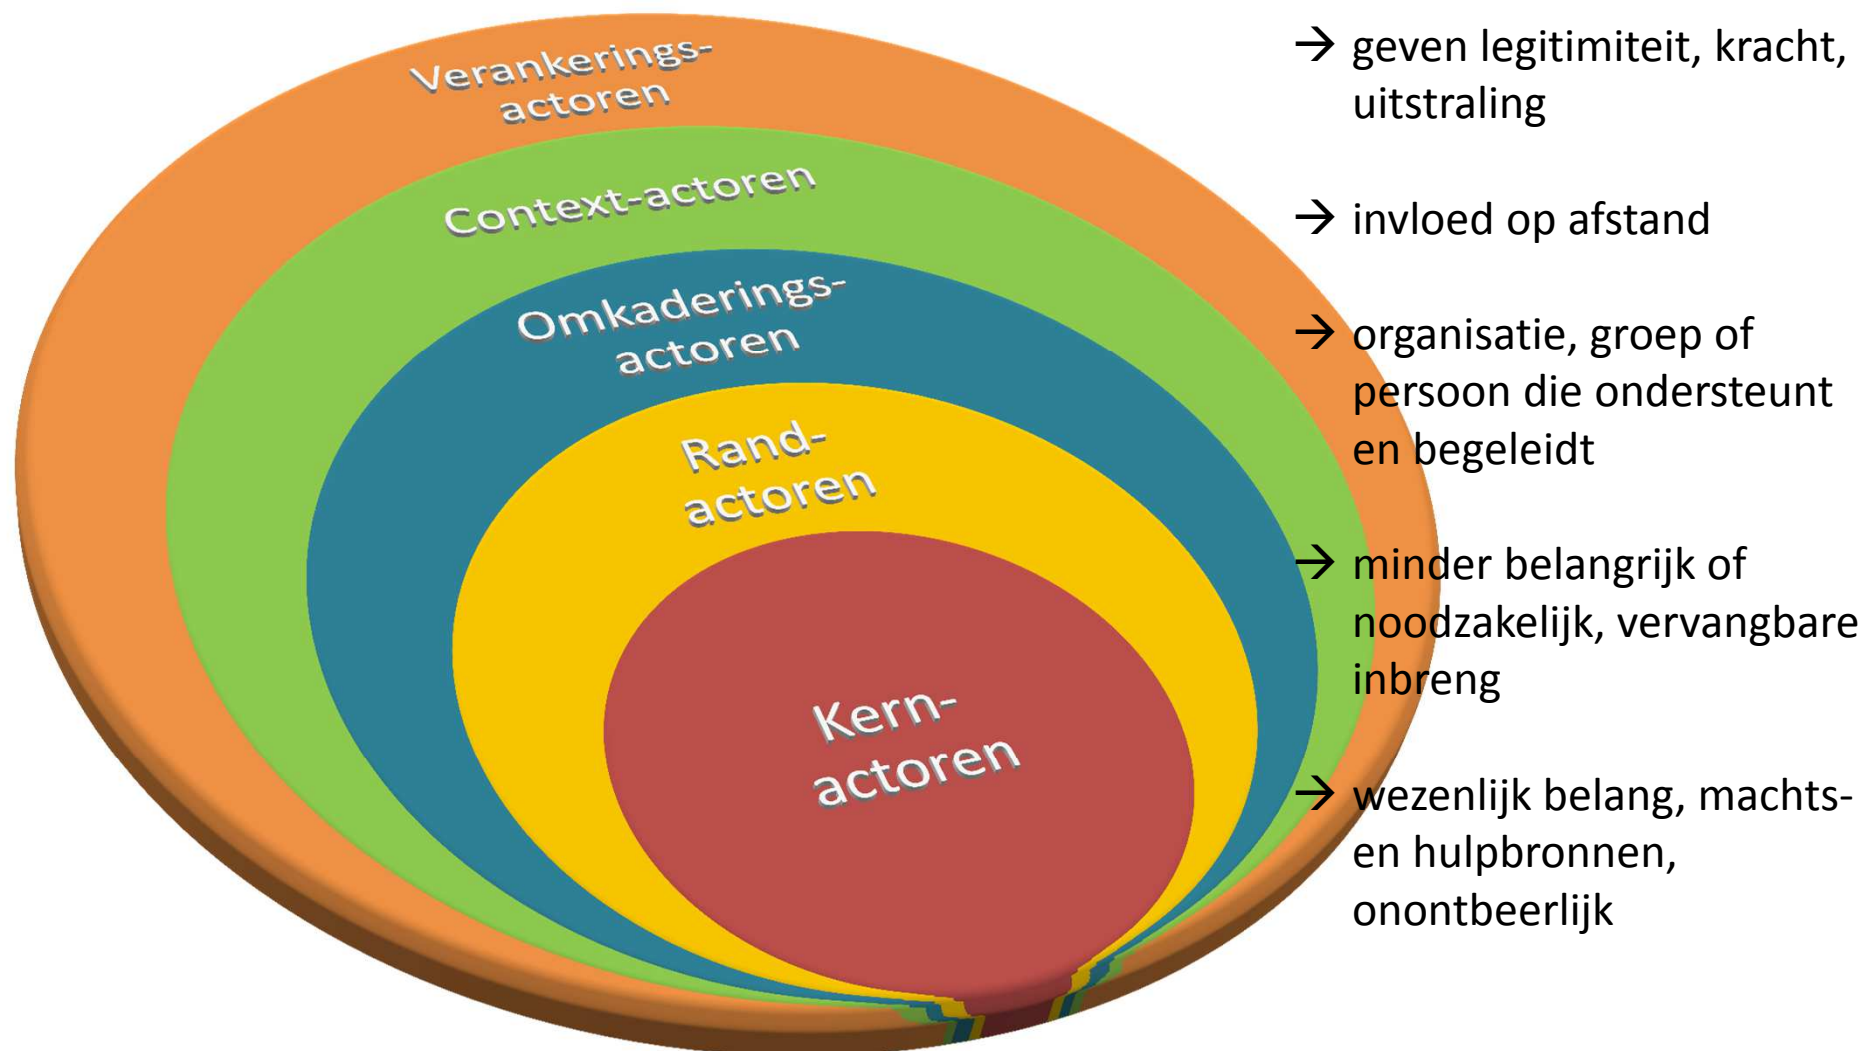 Verankerings-
actoren
→ geven legitimiteit, kracht,
uitstraling
Context-actoren
→ invloed op afstand
Omkaderings-
actoren
→ organisatie, groep of
persoon die ondersteunt
en begeleidt
Rand-
actoren
→ minder belangrijk of
noodzakelijk, vervangbare
inbreng
Kern-
actoren
→ wezenlijk belang, machts-
en hulpbronnen,
onontbeerlijk